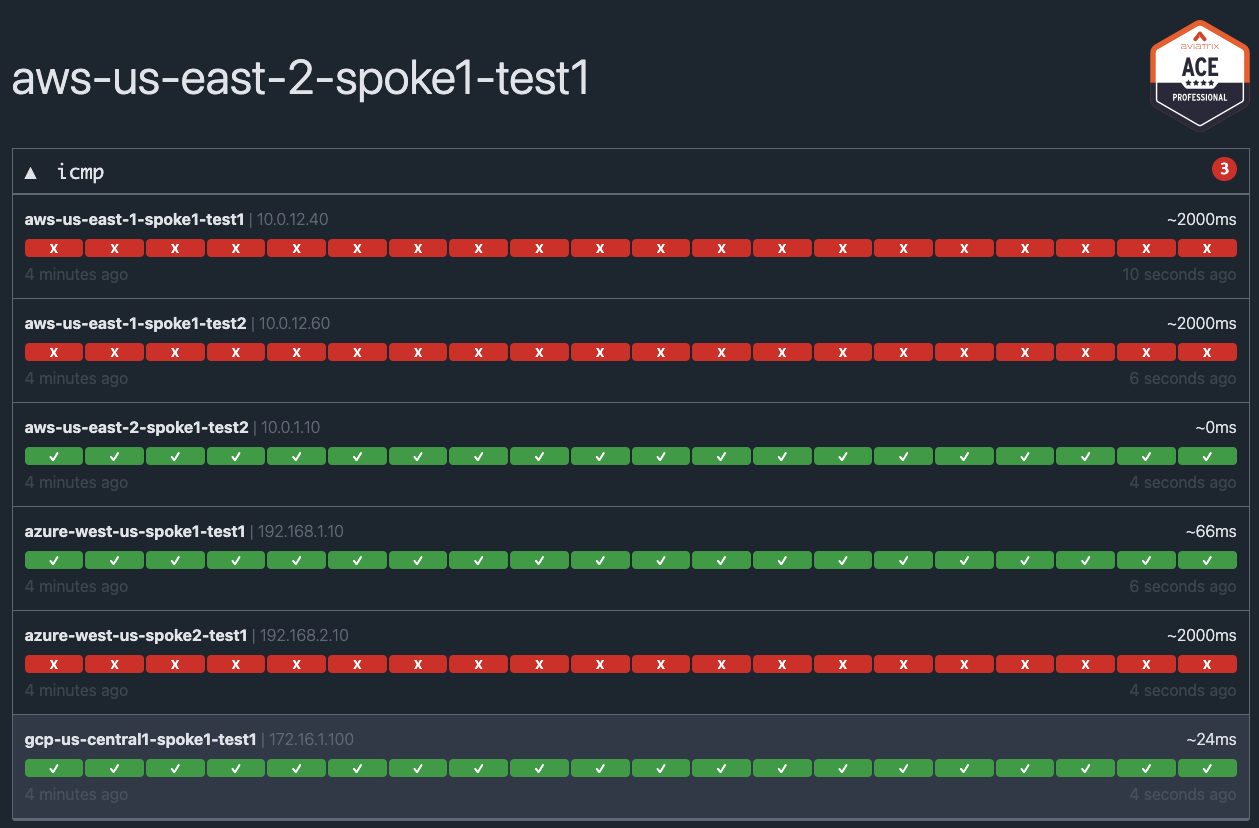 aws-us-east-2-spoke1-test1
aviatrix
ACE
PROFESSIONAL
▲ icmp 3
aws-us-east-1-spoke1-test1 | 10.0.12.40 ~2000ms
X X X X X X X X X X X X X X X X X X X X
4 minutes ago 10 seconds ago
aws-us-east-1-spoke1-test2 | 10.0.12.60 ~2000ms
X X X X X X X X X X X X X X X X X X X X
4 minutes ago 6 seconds ago
aws-us-east-2-spoke1-test2 | 10.0.1.10 ~0ms
✓ ✓ ✓ ✓ ✓ ✓ ✓ ✓ ✓ ✓ ✓ ✓ ✓ ✓ ✓ ✓ ✓ ✓ ✓ ✓
4 minutes ago 4 seconds ago
azure-west-us-spoke1-test1 | 192.168.1.10 ~66ms
✓ ✓ ✓ ✓ ✓ ✓ ✓ ✓ ✓ ✓ ✓ ✓ ✓ ✓ ✓ ✓ ✓ ✓ ✓ ✓
4 minutes ago 6 seconds ago
azure-west-us-spoke2-test1 | 192.168.2.10 ~2000ms
X X X X X X X X X X X X X X X X X X X X
4 minutes ago 4 seconds ago
gcp-us-central1-spoke1-test1 | 172.16.1.100 ~24ms
✓ ✓ ✓ ✓ ✓ ✓ ✓ ✓ ✓ ✓ ✓ ✓ ✓ ✓ ✓ ✓ ✓ ✓ ✓ ✓
4 minutes ago 4 seconds ago